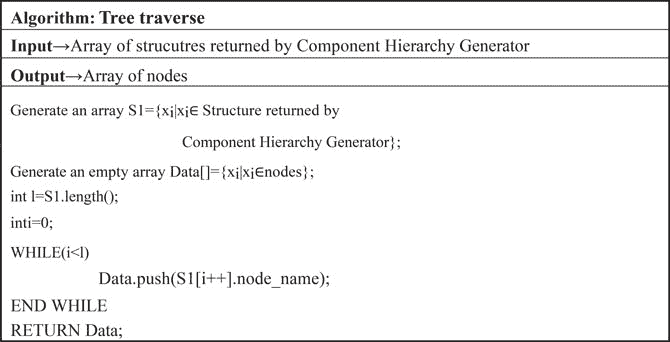 Algorithm: Tree traverse
Input→Array of strucutres returned by Component Hierarchy Generator
Output→Array of nodes
Generate an array S1={xi|xi∈ Structure returned by
Component Hierarchy Generator};
Generate an empty array Data[]={xi|xi∈nodes};
int l=S1.length();
inti=0;
WHILE(i<l)
Data.push(S1[i++].node_name);
END WHILE
RETURN Data;